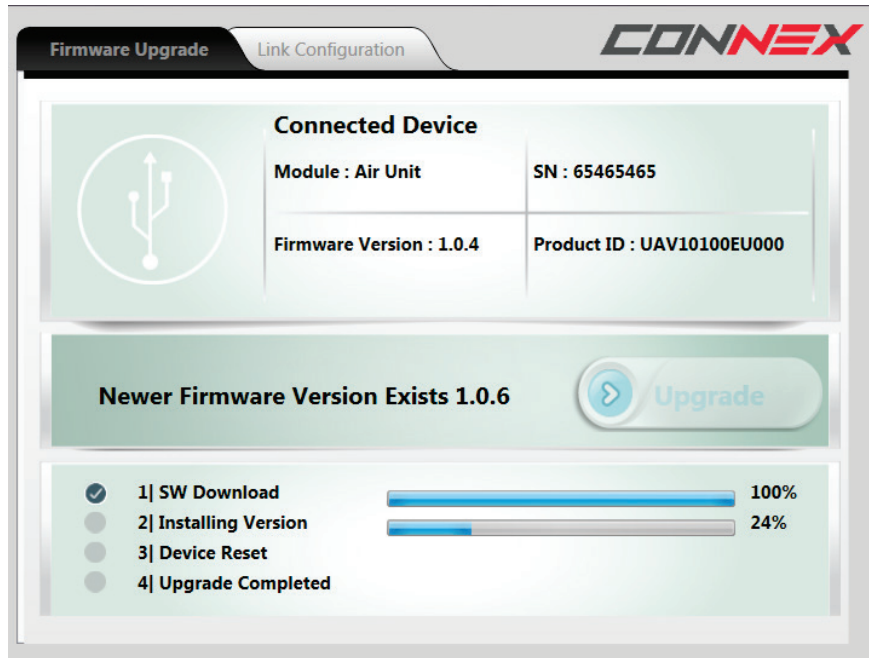 Firmware Upgrade Link Configuration CONNEX
Connected Device
Module : Air Unit SN : 65465465
Firmware Version : 1.0.4 Product ID : UAV10100EU000
Newer Firmware Version Exists 1.0.6 Upgrade
1| SW Download 100%
2| Installing Version 24%
3| Device Reset
4| Upgrade Completed